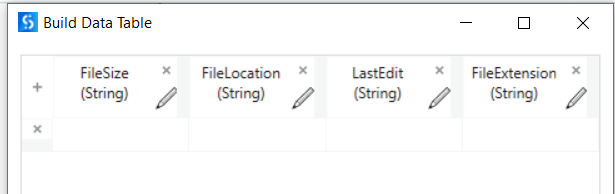 Build Data Table
FileSize
(String)
FileLocation
(String)
LastEdit
(String)
FileExtension
(String)